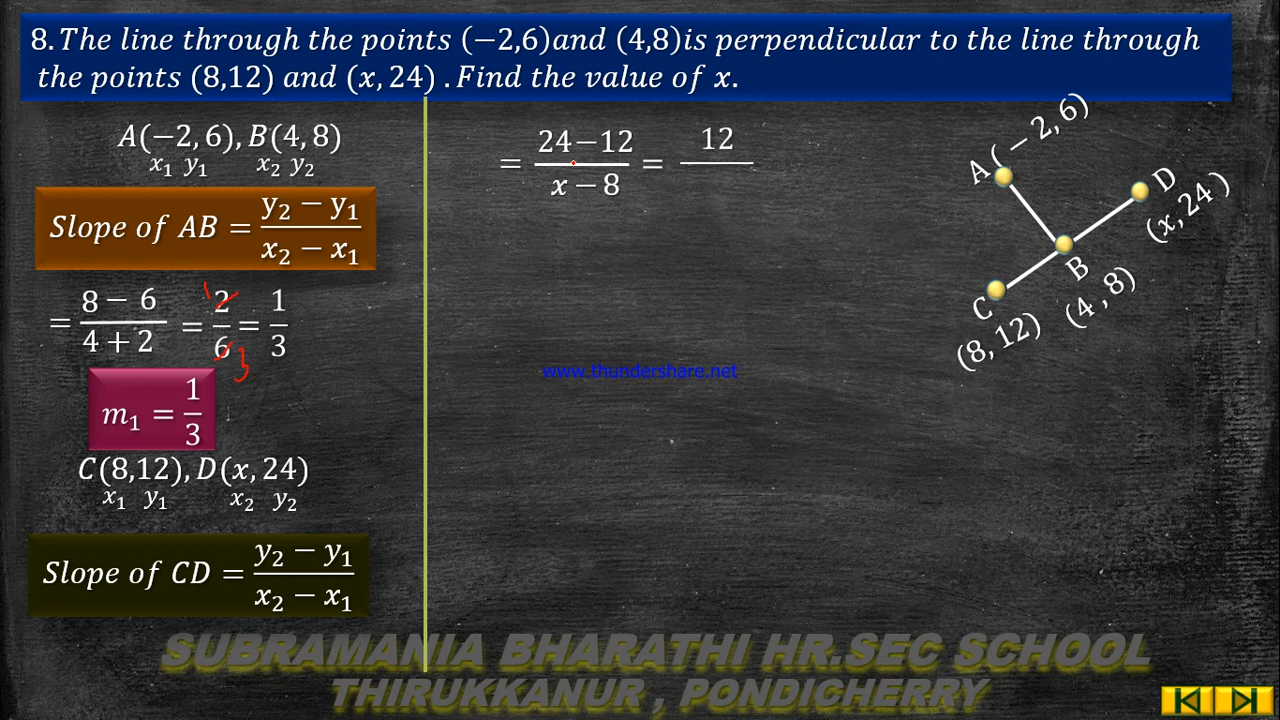 8.The line through the points (−2,6)and (4,8)is perpendicular to the line through
the points (8,12) and (x, 24) .Find the value of x.
A(−2, 6), B(4, 8)
x₁ y₁ x₂ y₂
Slope of AB = (y₂ − y₁)/(x₂ − x₁)
= (8 − 6)/(4 + 2) = 2/6 = 1/3
1 3
m₁ = 1/3
C(8,12), D(x, 24)
x₁ y₁ x₂ y₂
Slope of CD = (y₂ − y₁)/(x₂ − x₁)
= (24−12)/(x − 8) = 12/
A (−2, 6)
D
(x, 24)
B
(4, 8)
C
(8, 12)
www.thundershare.net
SUBRAMANIA BHARATHI HR.SEC SCHOOL
THIRUKKANUR , PONDICHERRY